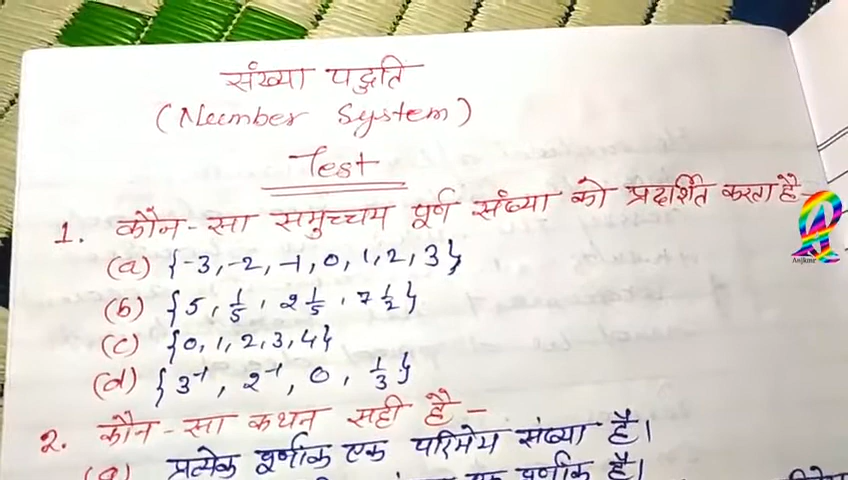 संख्या पद्धति
(Number System)
Test
1. कौन-सा समुच्चय पूर्ण संख्या को प्रदर्शित करता है-
(a) {-3, -2, -1, 0, 1, 2, 3}
(b) {5, 1/5, 2 1/5, 7 1/2}
(c) {0, 1, 2, 3, 4}
(d) {3⁻¹, 2⁻¹, 0, 1/3}
2. कौन-सा कथन सही है -
(a) प्रत्येक पूर्णांक एक परिमेय संख्या है।
पूर्णांक है।
Anjkmr